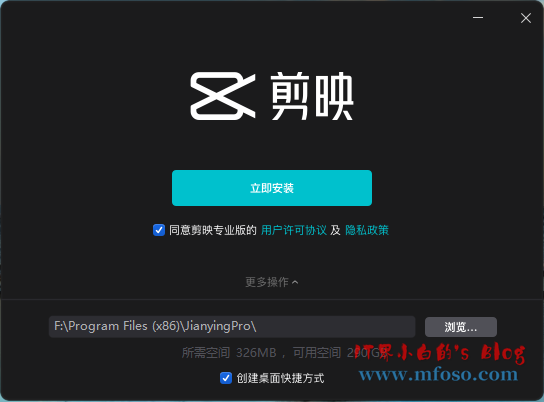 剪映
立即安装
同意剪映专业版的 用户许可协议 及 隐私政策
更多操作
F:\Program Files (x86)\JianyingPro\
浏览...
所需空间 326MB ，可用空间 290GB
IT界小白的's Blog
www.mfoso.com
创建桌面快捷方式